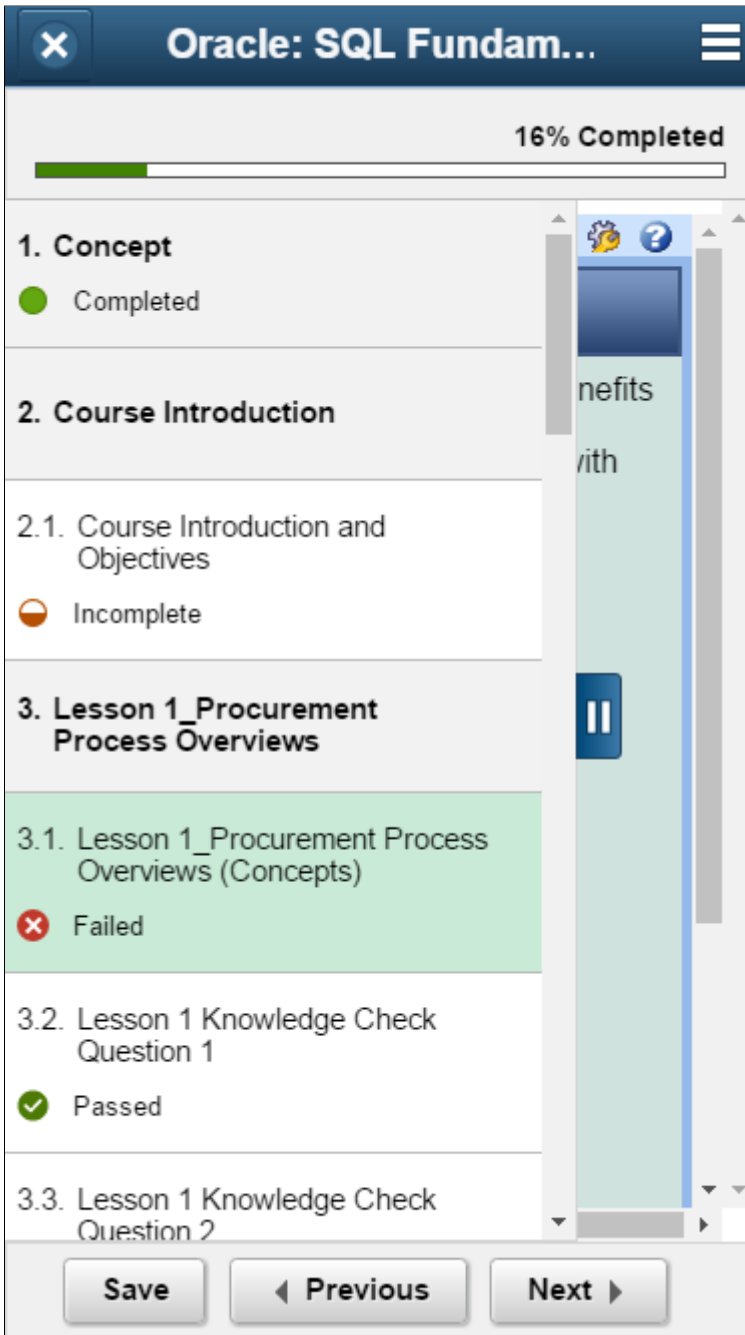 Oracle: SQL Fundam...
16% Completed
1. Concept
Completed
2. Course Introduction
2.1. Course Introduction and
Objectives
Incomplete
3. Lesson 1_Procurement
Process Overviews
3.1. Lesson 1_Procurement Process
Overviews (Concepts)
Failed
3.2. Lesson 1 Knowledge Check
Question 1
Passed
3.3. Lesson 1 Knowledge Check
Question 2
nefits
with
Save
Previous
Next